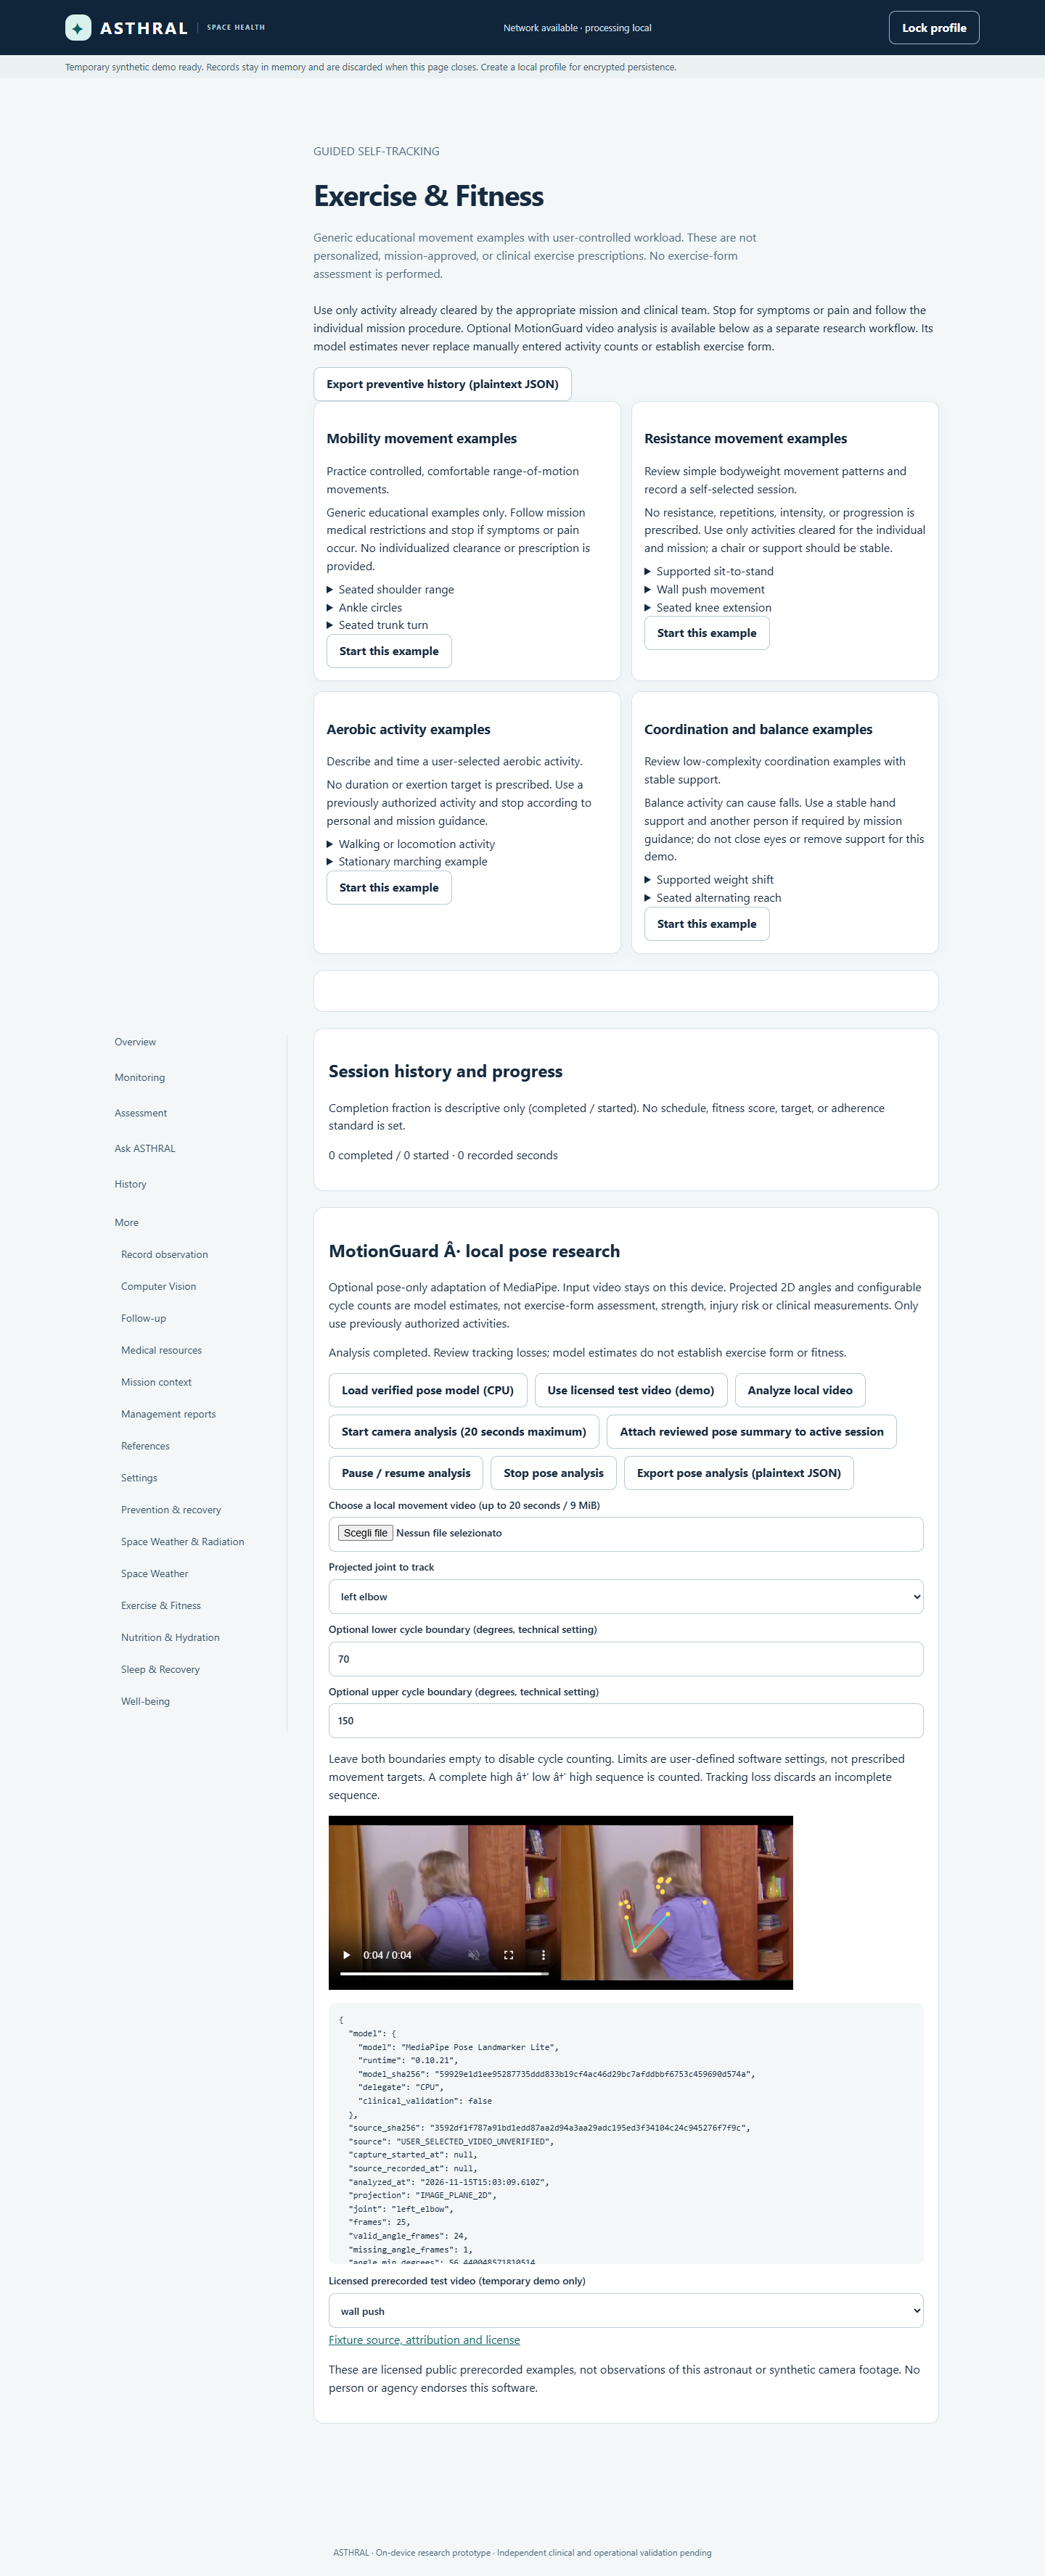 ASTHRAL
SPACE HEALTH
Network available · processing local
Lock profile
Temporary synthetic demo ready. Records stay in memory and are discarded when this page closes. Create a local profile for encrypted persistence.
GUIDED SELF-TRACKING
Exercise & Fitness
Generic educational movement examples with user-controlled workload. These are not
personalized, mission-approved, or clinical exercise prescriptions. No exercise-form
assessment is performed.
Use only activity already cleared by the appropriate mission and clinical team. Stop for symptoms or pain and follow the
individual mission procedure. Optional MotionGuard video analysis is available below as a separate research workflow. Its
model estimates never replace manually entered activity counts or establish exercise form.
Export preventive history (plaintext JSON)
Mobility movement examples
Practice controlled, comfortable range-of-motion
movements.
Generic educational examples only. Follow mission
medical restrictions and stop if symptoms or pain
occur. No individualized clearance or prescription is
provided.
Seated shoulder range
Ankle circles
Seated trunk turn
Start this example
Resistance movement examples
Review simple bodyweight movement patterns and
record a self-selected session.
No resistance, repetitions, intensity, or progression is
prescribed. Use only activities cleared for the individual
and mission; a chair or support should be stable.
Supported sit-to-stand
Wall push movement
Seated knee extension
Start this example
Aerobic activity examples
Describe and time a user-selected aerobic activity.
No duration or exertion target is prescribed. Use a
previously authorized activity and stop according to
personal and mission guidance.
Walking or locomotion activity
Stationary marching example
Start this example
Coordination and balance examples
Review low-complexity coordination examples with
stable support.
Balance activity can cause falls. Use a stable hand
support and another person if required by mission
guidance; do not close eyes or remove support for this
demo.
Supported weight shift
Seated alternating reach
Start this example
Overview
Monitoring
Assessment
Ask ASTHRAL
History
More
Record observation
Computer Vision
Follow-up
Medical resources
Mission context
Management reports
References
Settings
Prevention & recovery
Space Weather & Radiation
Space Weather
Exercise & Fitness
Nutrition & Hydration
Sleep & Recovery
Well-being
Session history and progress
Completion fraction is descriptive only (completed / started). No schedule, fitness score, target, or adherence
standard is set.
0 completed / 0 started · 0 recorded seconds
MotionGuard Â· local pose research
Optional pose-only adaptation of MediaPipe. Input video stays on this device. Projected 2D angles and configurable
cycle counts are model estimates, not exercise-form assessment, strength, injury risk or clinical measurements. Only
use previously authorized activities.
Analysis completed. Review tracking losses; model estimates do not establish exercise form or fitness.
Load verified pose model (CPU)
Use licensed test video (demo)
Analyze local video
Start camera analysis (20 seconds maximum)
Attach reviewed pose summary to active session
Pause / resume analysis
Stop pose analysis
Export pose analysis (plaintext JSON)
Choose a local movement video (up to 20 seconds / 9 MiB)
Scegli file Nessun file selezionato
Projected joint to track
left elbow
Optional lower cycle boundary (degrees, technical setting)
70
Optional upper cycle boundary (degrees, technical setting)
150
Leave both boundaries empty to disable cycle counting. Limits are user-defined software settings, not prescribed
movement targets. A complete high â†’ low â†’ high sequence is counted. Tracking loss discards an incomplete
sequence.
0:04 / 0:04
{
"model": {
"model": "MediaPipe Pose Landmarker Lite",
"runtime": "0.10.21",
"model_sha256": "59929e1d1ee95287735ddd833b19cf4ac46d29bc7afddbbf6753c459690d574a",
"delegate": "CPU",
"clinical_validation": false
},
"source_sha256": "3592df1f787a91bd1edd87aa2d94a3aa29adc195ed3f34104c24c945276f7f9c",
"source": "USER_SELECTED_VIDEO_UNVERIFIED",
"capture_started_at": null,
"source_recorded_at": null,
"analyzed_at": "2026-11-15T15:03:09.610Z",
"projection": "IMAGE_PLANE_2D",
"joint": "left_elbow",
"frames": 25,
"valid_angle_frames": 24,
"missing_angle_frames": 1,
"angle_min_degrees": 56.440048571810514,
Licensed prerecorded test video (temporary demo only)
wall push
Fixture source, attribution and license
These are licensed public prerecorded examples, not observations of this astronaut or synthetic camera footage. No
person or agency endorses this software.
ASTHRAL · On-device research prototype · Independent clinical and operational validation pending